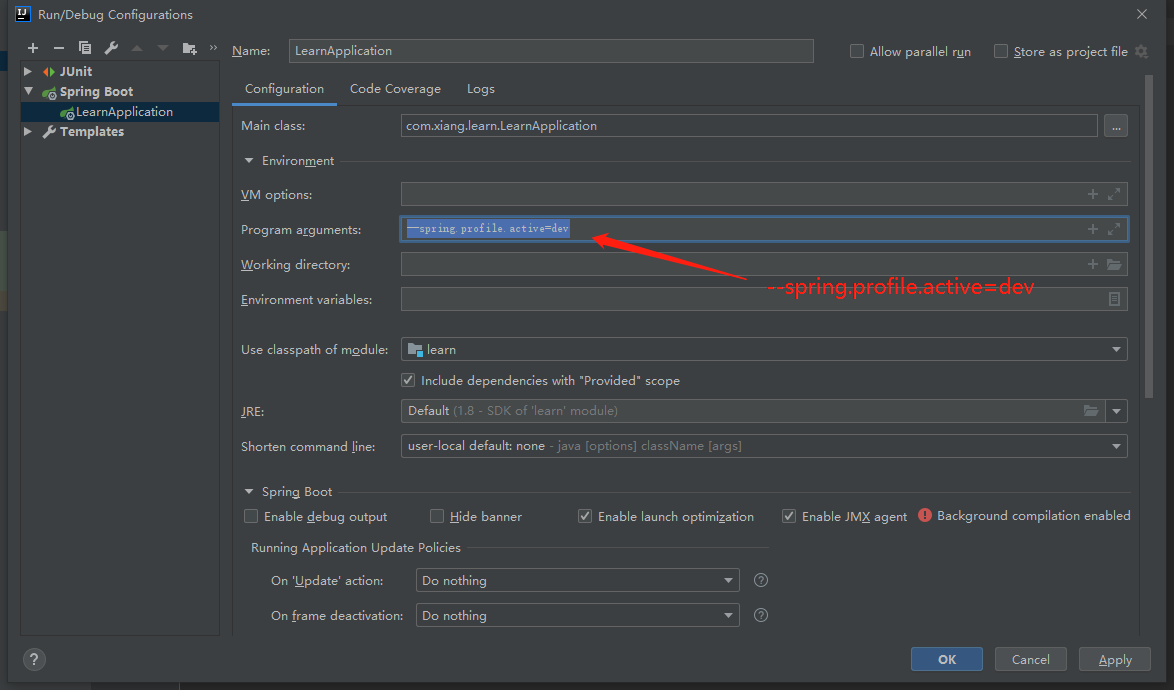 Run/Debug Configurations
Name: LearnApplication Allow parallel run Store as project file
JUnit
Spring Boot
LearnApplication
Templates
Configuration Code Coverage Logs
Main class: com.xiang.learn.LearnApplication ...
Environment
VM options:
Program arguments: --spring.profile.active=dev
Working directory:
--spring.profile.active=dev
Environment variables:
Use classpath of module: learn
Include dependencies with "Provided" scope
JRE: Default (1.8 - SDK of 'learn' module)
Shorten command line: user-local default: none - java [options] className [args]
Spring Boot
Enable debug output Hide banner Enable launch optimization Enable JMX agent Background compilation enabled
Running Application Update Policies
On 'Update' action: Do nothing ?
On frame deactivation: Do nothing ?
? OK Cancel Apply